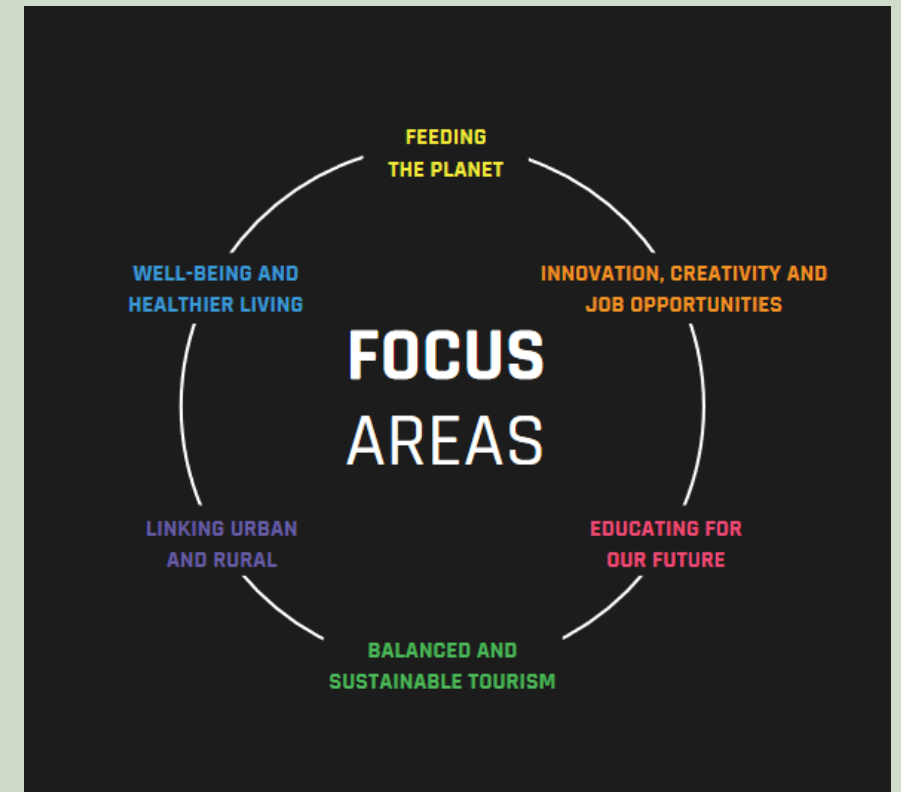 FEEDING
THE PLANET
INNOVATION, CREATIVITY AND
JOB OPPORTUNITIES
EDUCATING FOR
OUR FUTURE
BALANCED AND
SUSTAINABLE TOURISM
LINKING URBAN
AND RURAL
WELL-BEING AND
HEALTHIER LIVING
FOCUS
AREAS